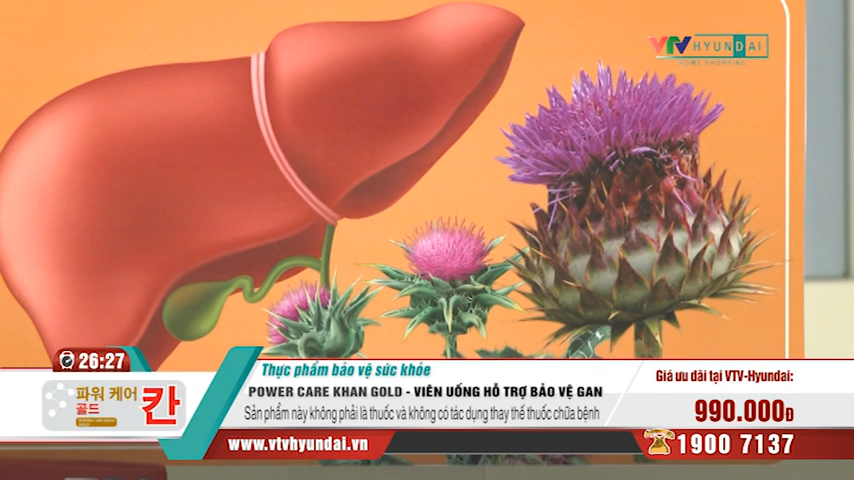 VTV HYUNDAI
HOME SHOPPING
26:27
Thực phẩm bảo vệ sức khỏe
POWER CARE KHAN GOLD - VIÊN UỐNG HỖ TRỢ BẢO VỆ GAN
Sản phẩm này không phải là thuốc và không có tác dụng thay thế thuốc chữa bệnh
파워 케어
골드
칸
Giá ưu đãi tại VTV-Hyundai:
990.000Đ
www.vtvhyundai.vn
1900 7137